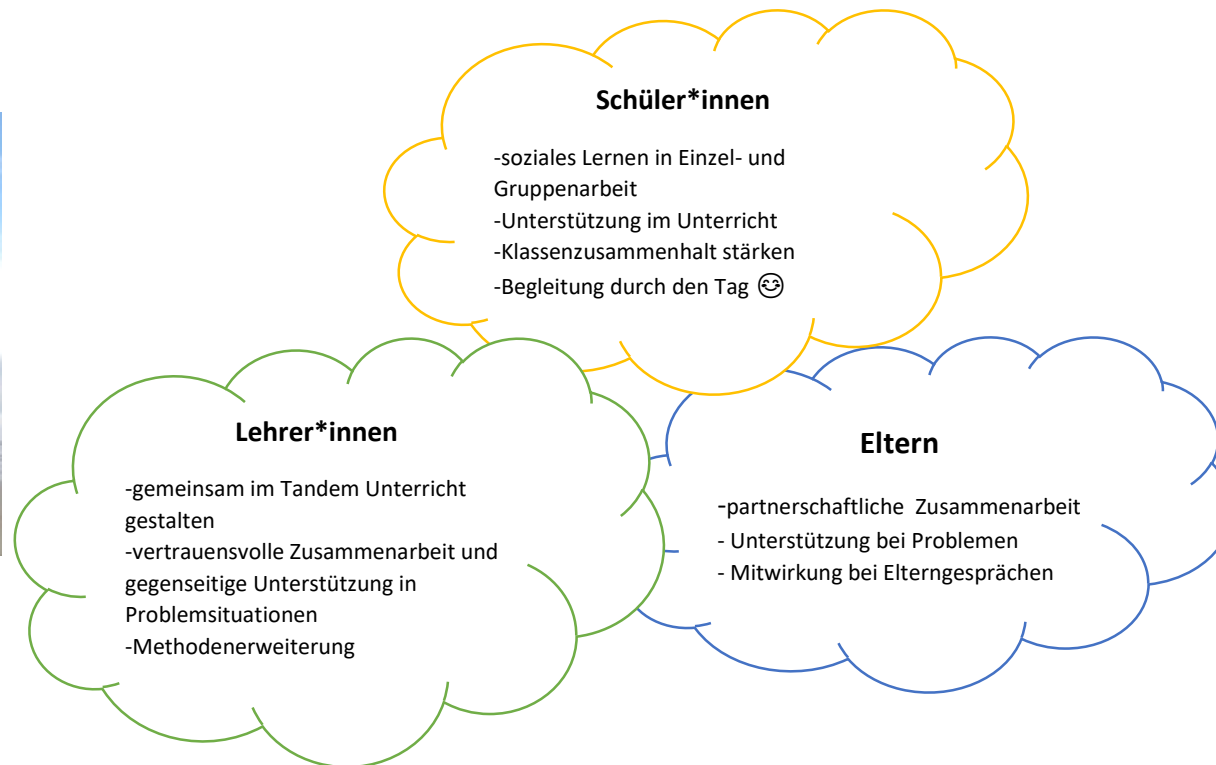 Schüler*innen
-soziales Lernen in Einzel- und
Gruppenarbeit
-Unterstützung im Unterricht
-Klassenzusammenhalt stärken
-Begleitung durch den Tag 😊
Lehrer*innen
-gemeinsam im Tandem Unterricht
gestalten
-vertrauensvolle Zusammenarbeit und
gegenseitige Unterstützung in
Problemsituationen
-Methodenerweiterung
Eltern
-partnerschaftliche  Zusammenarbeit
- Unterstützung bei Problemen
- Mitwirkung bei Elterngesprächen